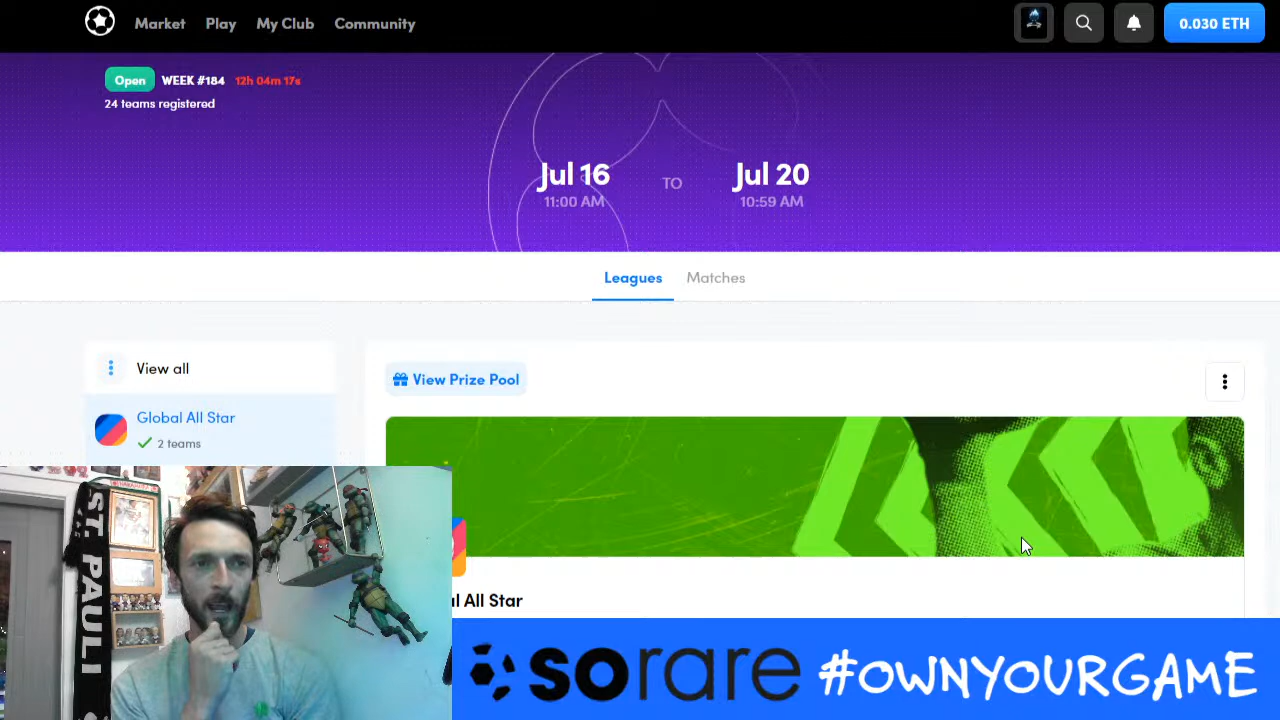 Market Play My Club Community 0.030 ETH
Open WEEK #184 12h 04m 17s
24 teams registered
Jul 16 TO Jul 20
11:00 AM 10:59 AM
Leagues Matches
View all
View Prize Pool
Global All Star
2 teams
l All Star
ST. PAULI
sorare #OWNYOURGAME